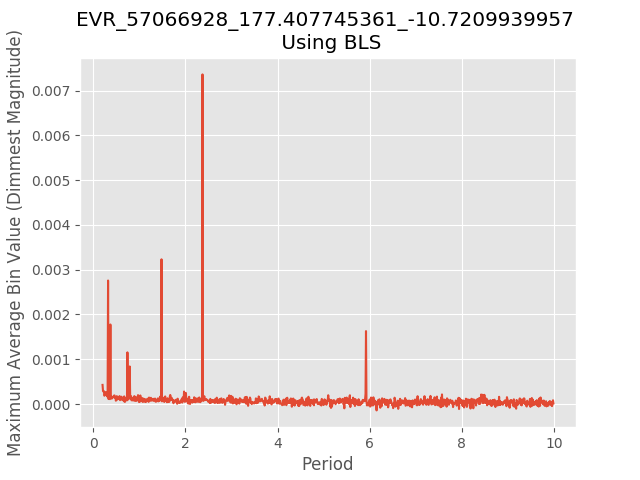 EVR_57066928_177.407745361_-10.7209939957
Using BLS
Maximum Average Bin Value (Dimmest Magnitude)
0.007
0.006
0.005
0.004
0.003
0.002
0.001
0.000
0 2 4 6 8 10
Period